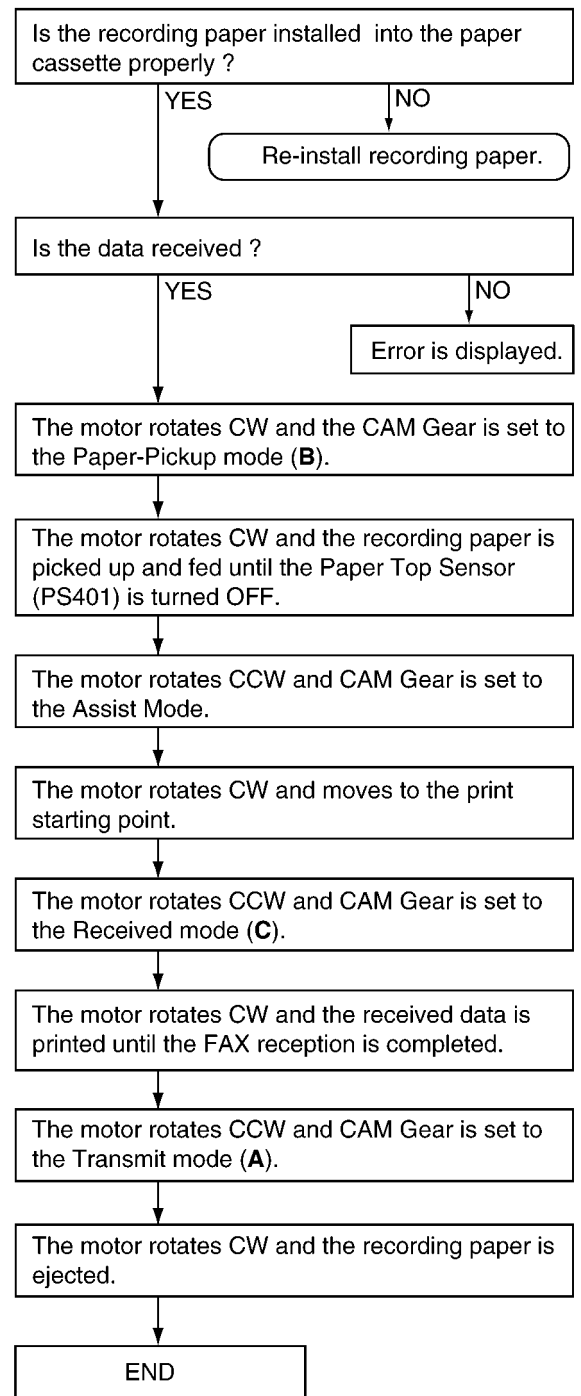 Is the recording paper installed into the paper
cassette properly ?
YES
NO
Re-install recording paper.
Is the data received ?
YES
NO
Error is displayed.
The motor rotates CW and the CAM Gear is set to
the Paper-Pickup mode (B).
The motor rotates CW and the recording paper is
picked up and fed until the Paper Top Sensor
(PS401) is turned OFF.
The motor rotates CCW and CAM Gear is set to
the Assist Mode.
The motor rotates CW and moves to the print
starting point.
The motor rotates CCW and CAM Gear is set to
the Received mode (C).
The motor rotates CW and the received data is
printed until the FAX reception is completed.
The motor rotates CCW and CAM Gear is set to
the Transmit mode (A).
The motor rotates CW and the recording paper is
ejected.
END